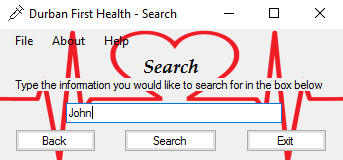 Durban First Health - Search
File About Help
Search
Type the infomation you would like to search for in the box below
John
Back Search Exit